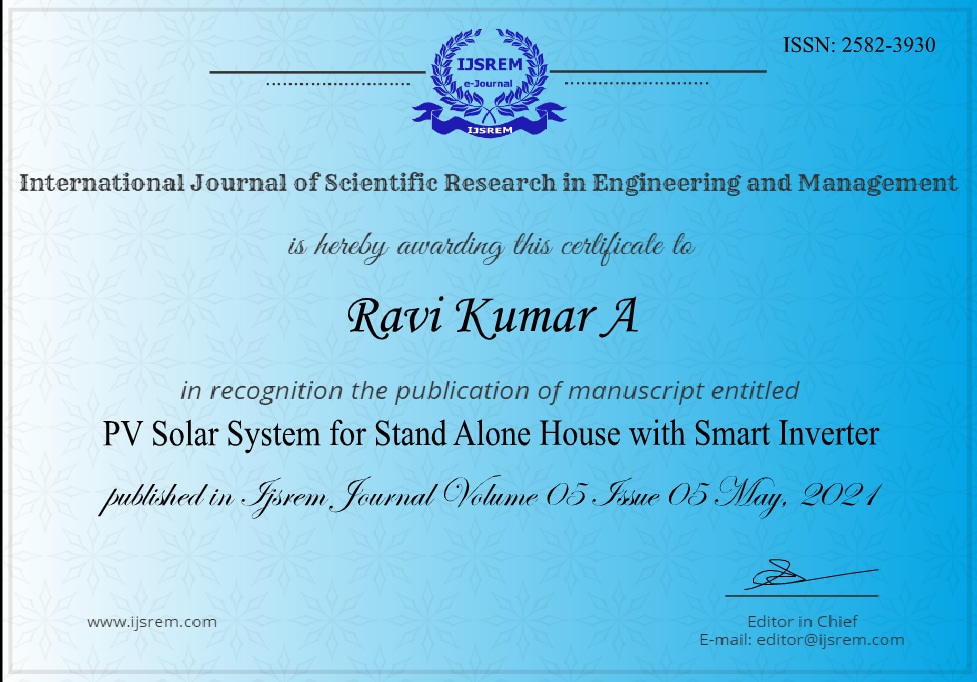 ISSN: 2582-3930
IJSREM
e-Journal
IJSREM
International Journal of Scientific Research in Engineering and Management
is hereby awarding this certificate to
Ravi Kumar A
in recognition the publication of manuscript entitled
PV Solar System for Stand Alone House with Smart Inverter
published in Ijsrem Journal Volume 05 Issue 05 May, 2021
www.ijsrem.com
Editor in Chief
E-mail: editor@ijsrem.com